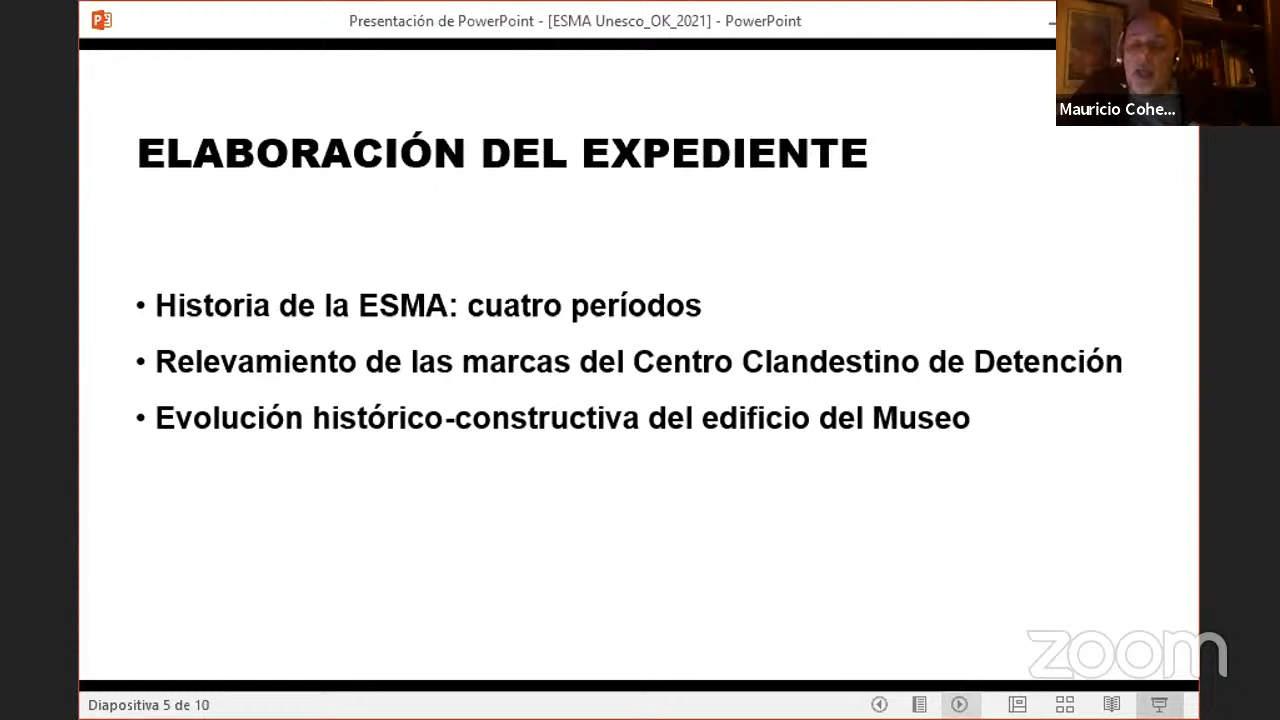 Presentación de PowerPoint - [ESMA Unesco_OK_2021] - PowerPoint
Mauricio Cohe...
ELABORACIÓN DEL EXPEDIENTE
• Historia de la ESMA: cuatro períodos
• Relevamiento de las marcas del Centro Clandestino de Detención
• Evolución histórico-constructiva del edificio del Museo
zoom
Diapositiva 5 de 10